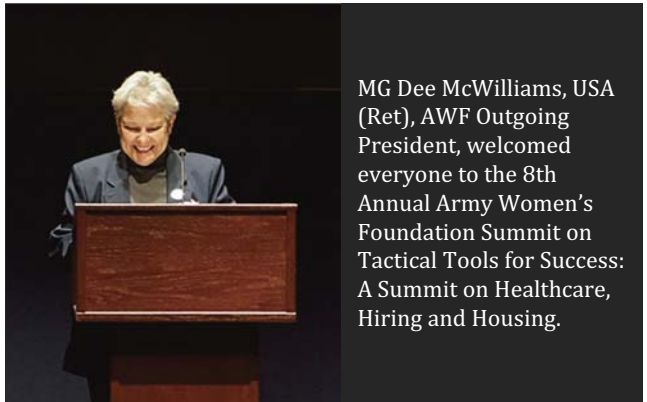 MG Dee McWilliams, USA
(Ret), AWF Outgoing
President, welcomed
everyone to the 8th
Annual Army Women’s
Foundation Summit on
Tactical Tools for Success:
A Summit on Healthcare,
Hiring and Housing.